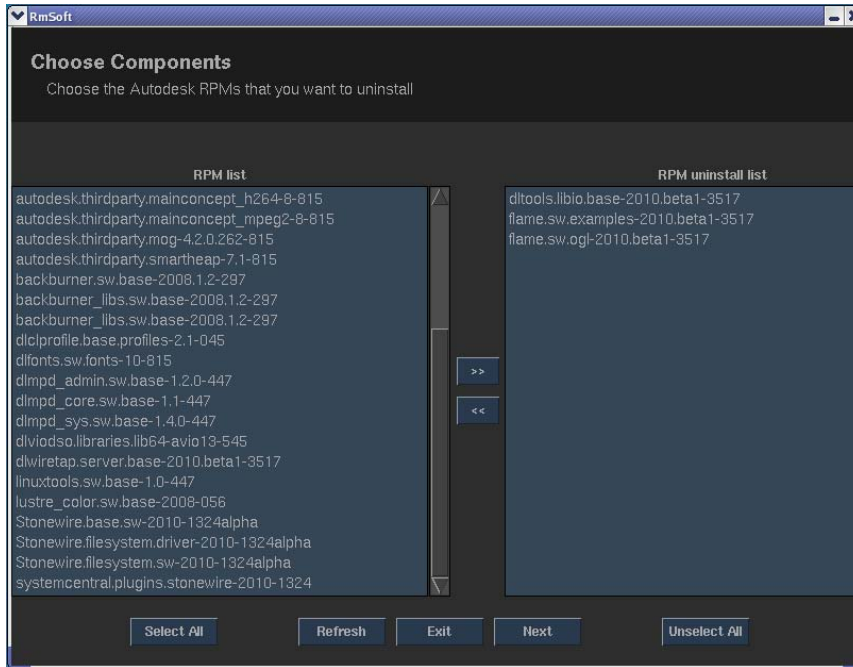 RmSoft
Choose Components
Choose the Autodesk RPMs that you want to uninstall
RPM list
autodesk.thirdparty.mainconcept_h264-8-815
autodesk.thirdparty.mainconcept_mpeg2-8-815
autodesk.thirdparty.mog-4.2.0.262-815
autodesk.thirdparty.smartheap-7.1-815
backburner.sw.base-2008.1.2-297
backburner_libs.sw.base-2008.1.2-297
backburner_libs.sw.base-2008.1.2-297
dlclprofile.base.profiles-2.1-045
dlfonts.sw.fonts-10-815
dlmpd_admin.sw.base-1.2.0-447
dlmpd_core.sw.base-1.1-447
dlmpd_sys.sw.base-1.4.0-447
dlviodso.libraries.lib64-avio13-545
dlwiretap.server.base-2010.beta1-3517
linuxtools.sw.base-1.0-447
lustre_color.sw.base-2008-056
Stonewire.base.sw-2010-1324alpha
Stonewire.filesystem.driver-2010-1324alpha
Stonewire.filesystem.sw-2010-1324alpha
systemcentral.plugins.stonewire-2010-1324
>>
<<
RPM uninstall list
dltools.libio.base-2010.beta1-3517
flame.sw.examples-2010.beta1-3517
flame.sw.ogl-2010.beta1-3517
Select All
Refresh
Exit
Next
Unselect All